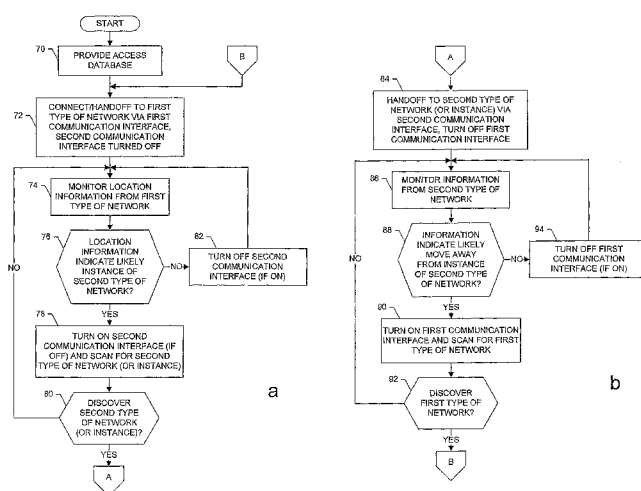 START
70
PROVIDE ACCESS
DATABASE
B
72
CONNECT/HANDOFF TO FIRST
TYPE OF NETWORK VIA FIRST
COMMUNICATION INTERFACE,
SECOND COMMUNICATION
INTERFACE TURNED OFF
74
MONITOR LOCATION
INFORMATION FROM FIRST
TYPE OF NETWORK
76
LOCATION
INFORMATION
INDICATE LIKELY
INSTANCE OF
SECOND TYPE OF
NETWORK?
NO
82
TURN OFF SECOND
COMMUNICATION
INTERFACE (IF ON)
NO
YES
78
TURN ON SECOND
COMMUNICATION INTERFACE (IF
OFF) AND SCAN FOR SECOND
TYPE OF NETWORK (OR INSTANCE)
80
DISCOVER
SECOND TYPE
OF NETWORK
(OR INSTANCE)?
YES
A
a
A
84
HANDOFF TO SECOND TYPE OF
NETWORK (OR INSTANCE) VIA
SECOND COMMUNICATION
INTERFACE, TURN OFF FIRST
COMMUNICATION INTERFACE
86
MONITOR INFORMATION
FROM SECOND TYPE OF
NETWORK
88
INFORMATION
INDICATE LIKELY
MOVE AWAY
FROM INSTANCE
OF SECOND TYPE
OF NETWORK?
NO
94
TURN OFF FIRST
COMMUNICATION
INTERFACE (IF ON)
NO
YES
90
TURN ON FIRST COMMUNICATION
INTERFACE AND SCAN FOR
FIRST TYPE OF NETWORK
92
DISCOVER
FIRST TYPE OF
NETWORK?
YES
B
b